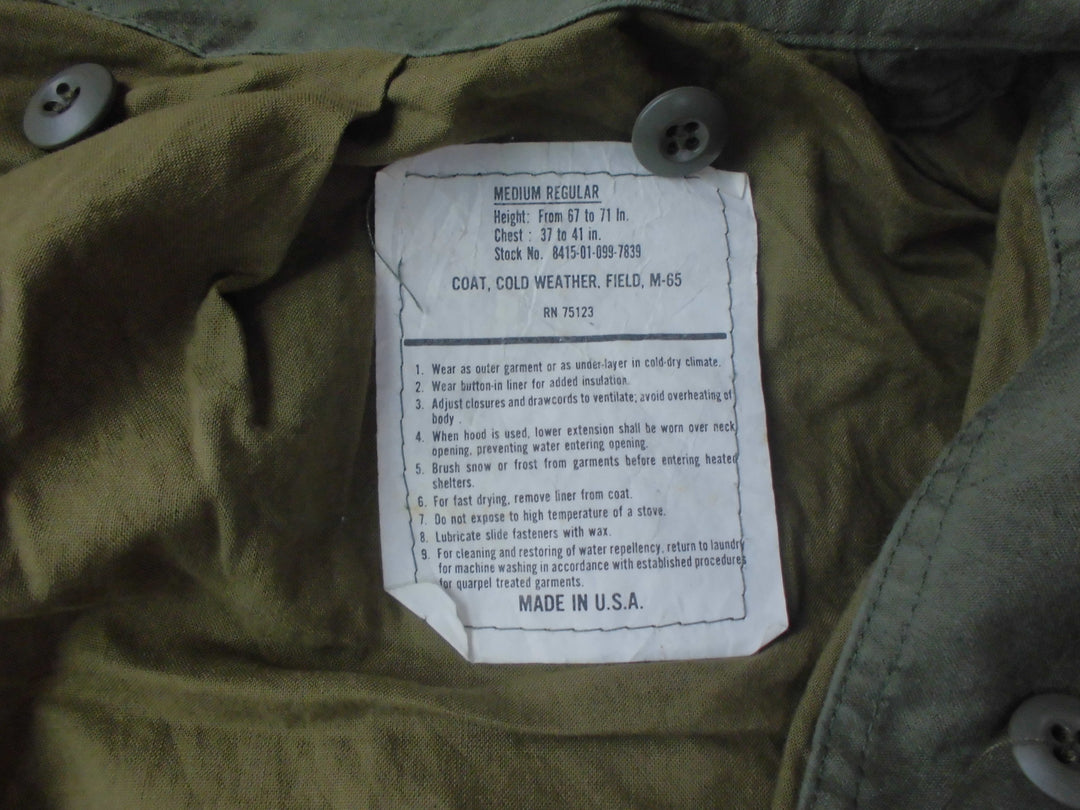 MEDIUM REGULAR
Height: From 67 to 71 In.
Chest : 37 to 41 in.
Stock No. 8415-01-099-7839
COAT, COLD WEATHER, FIELD, M-65
RN 75123
1. Wear as outer garment or as under-layer in cold-dry climate.
2. Wear button-in liner for added insulation.
3. Adjust closures and drawcords to ventilate; avoid overheating of
body .
4. When hood is used, lower extension shall be worn over neck
opening, preventing water entering opening.
5. Brush snow or frost from garments before entering heated
shelters.
6. For fast drying, remove liner from coat.
7. Do not expose to high temperature of a stove.
8. Lubricate slide fasteners with wax.
9. For cleaning and restoring of water repellency, return to laundry
for machine washing in accordance with established procedures
for quarpel treated garments.
MADE IN U.S.A.